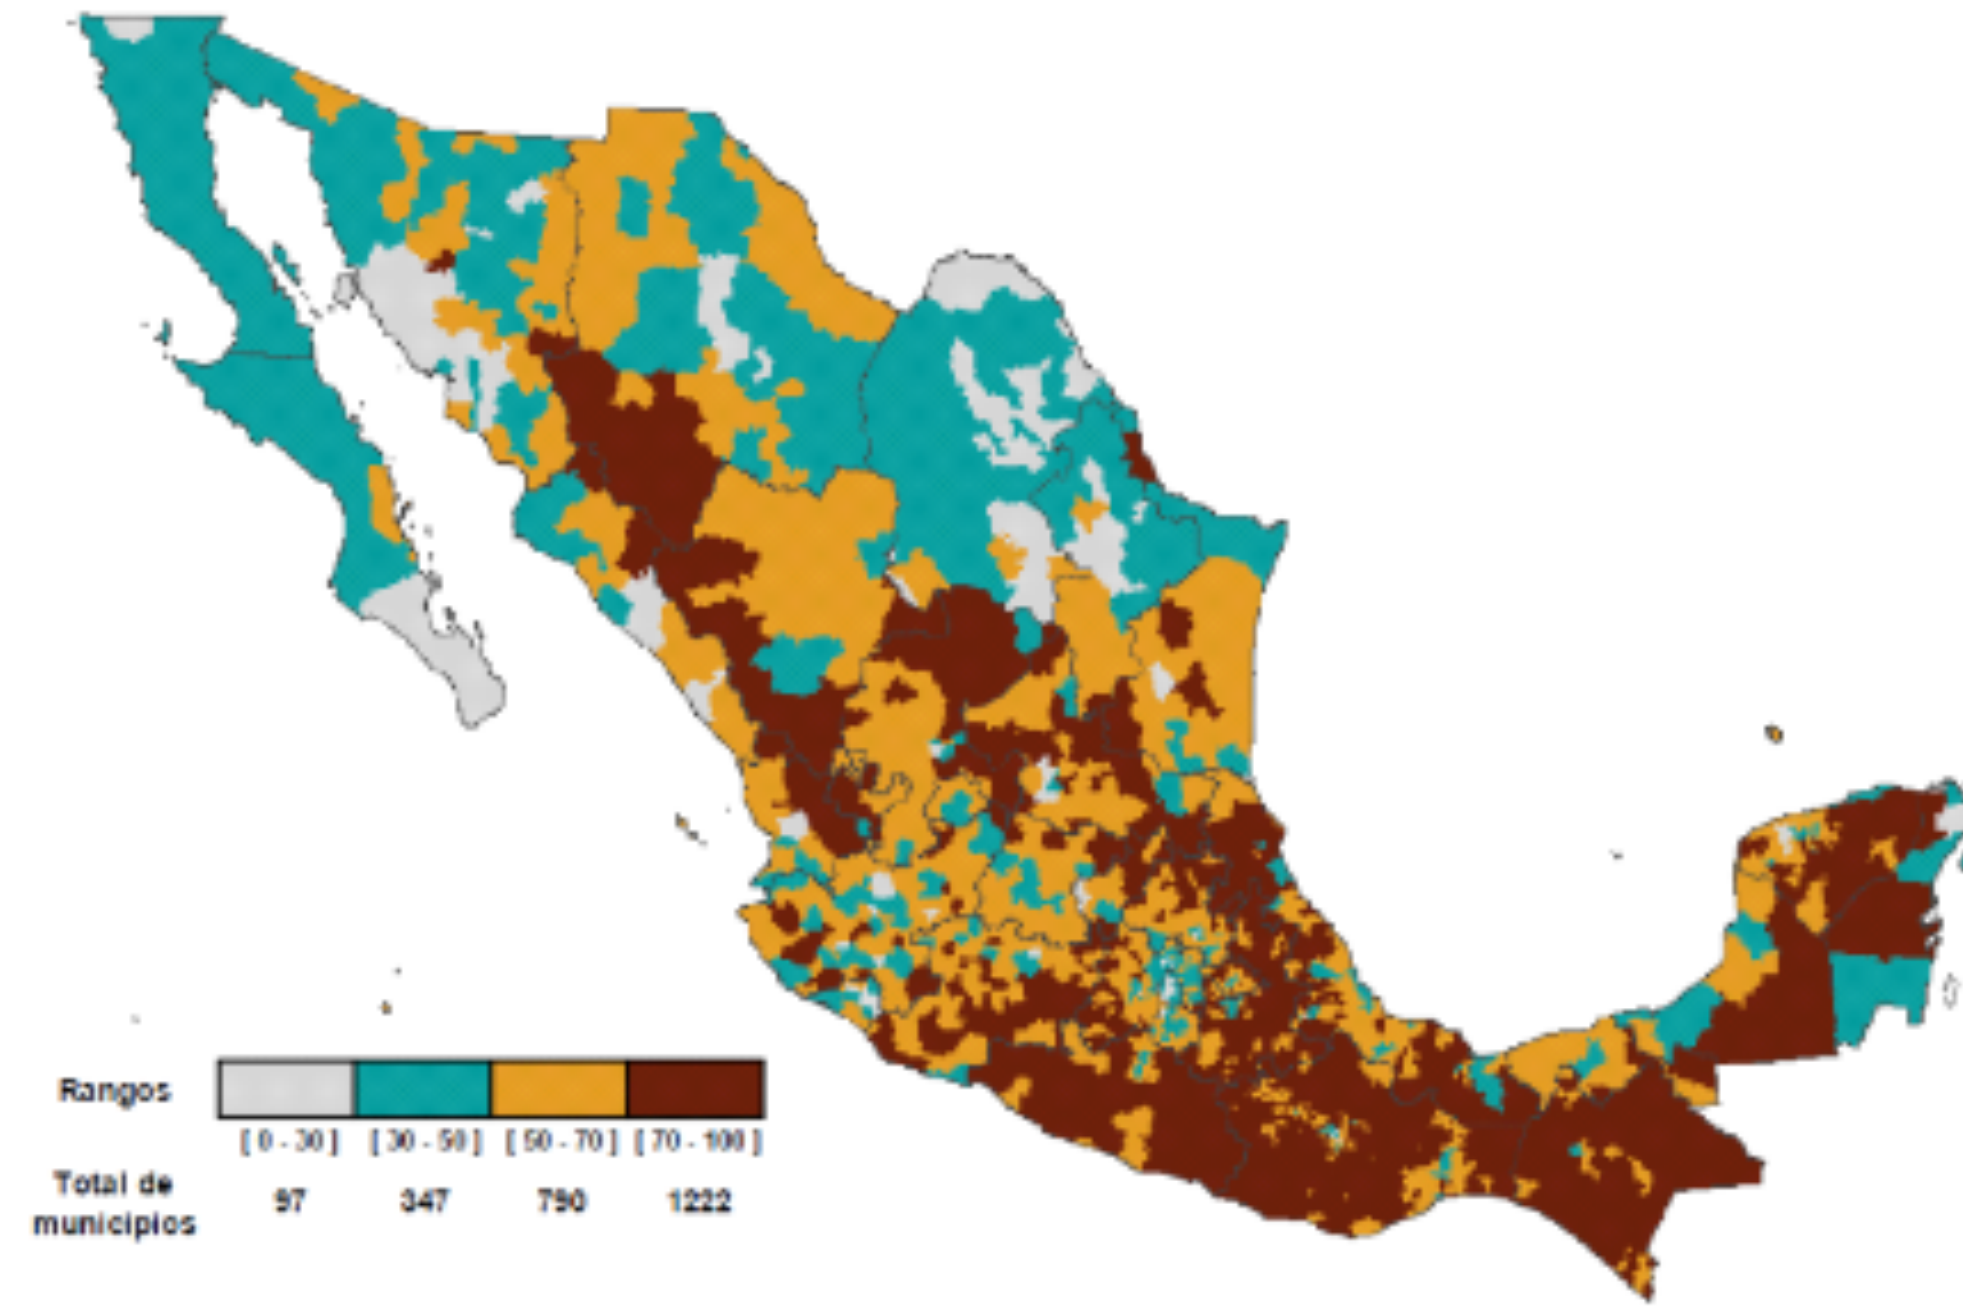 Rangos
[ 0 - 30 ] [ 30 - 50 ] [ 50 - 70 ] [ 70 - 100 ]
Total de
municipios
97 347 790 1222